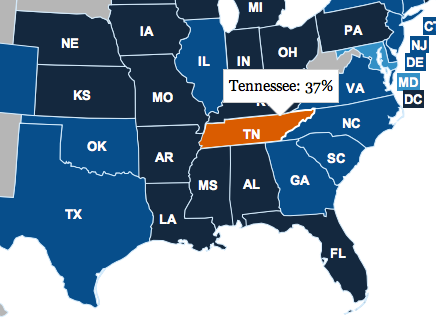 MI
IA
NE
PA
CT
NJ
IL
IN
OH
DE
KS
MO
Tennessee: 37%
VA
MD
DC
TN
NC
OK
AR
SC
MS
AL
GA
TX
LA
FL